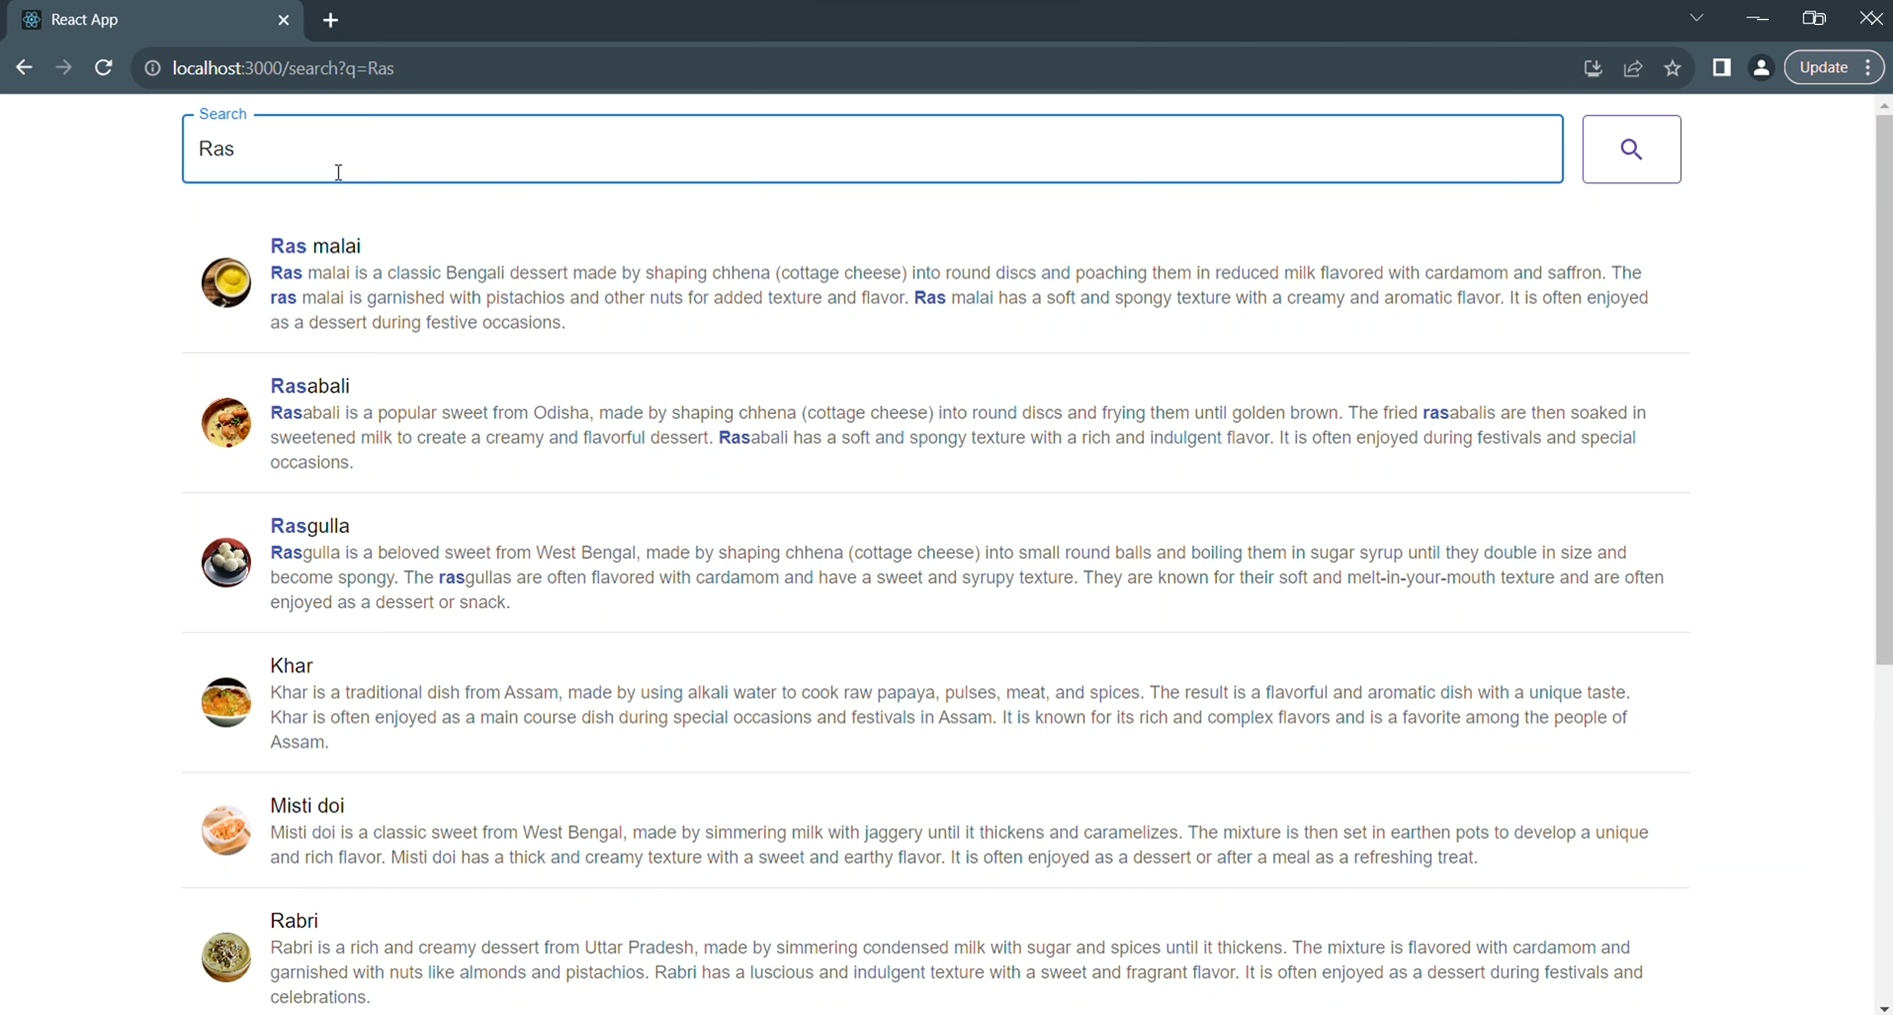 React App
localhost:3000/search?q=Ras
Update
Search
Ras
Ras malai
Ras malai is a classic Bengali dessert made by shaping chhena (cottage cheese) into round discs and poaching them in reduced milk flavored with cardamom and saffron. The
ras malai is garnished with pistachios and other nuts for added texture and flavor. Ras malai has a soft and spongy texture with a creamy and aromatic flavor. It is often enjoyed
as a dessert during festive occasions.
Rasabali
Rasabali is a popular sweet from Odisha, made by shaping chhena (cottage cheese) into round discs and frying them until golden brown. The fried rasabalis are then soaked in
sweetened milk to create a creamy and flavorful dessert. Rasabali has a soft and spongy texture with a rich and indulgent flavor. It is often enjoyed during festivals and special
occasions.
Rasgulla
Rasgulla is a beloved sweet from West Bengal, made by shaping chhena (cottage cheese) into small round balls and boiling them in sugar syrup until they double in size and
become spongy. The rasgullas are often flavored with cardamom and have a sweet and syrupy texture. They are known for their soft and melt-in-your-mouth texture and are often
enjoyed as a dessert or snack.
Khar
Khar is a traditional dish from Assam, made by using alkali water to cook raw papaya, pulses, meat, and spices. The result is a flavorful and aromatic dish with a unique taste.
Khar is often enjoyed as a main course dish during special occasions and festivals in Assam. It is known for its rich and complex flavors and is a favorite among the people of
Assam.
Misti doi
Misti doi is a classic sweet from West Bengal, made by simmering milk with jaggery until it thickens and caramelizes. The mixture is then set in earthen pots to develop a unique
and rich flavor. Misti doi has a thick and creamy texture with a sweet and earthy flavor. It is often enjoyed as a dessert or after a meal as a refreshing treat.
Rabri
Rabri is a rich and creamy dessert from Uttar Pradesh, made by simmering condensed milk with sugar and spices until it thickens. The mixture is flavored with cardamom and
garnished with nuts like almonds and pistachios. Rabri has a luscious and indulgent texture with a sweet and fragrant flavor. It is often enjoyed as a dessert during festivals and
celebrations.